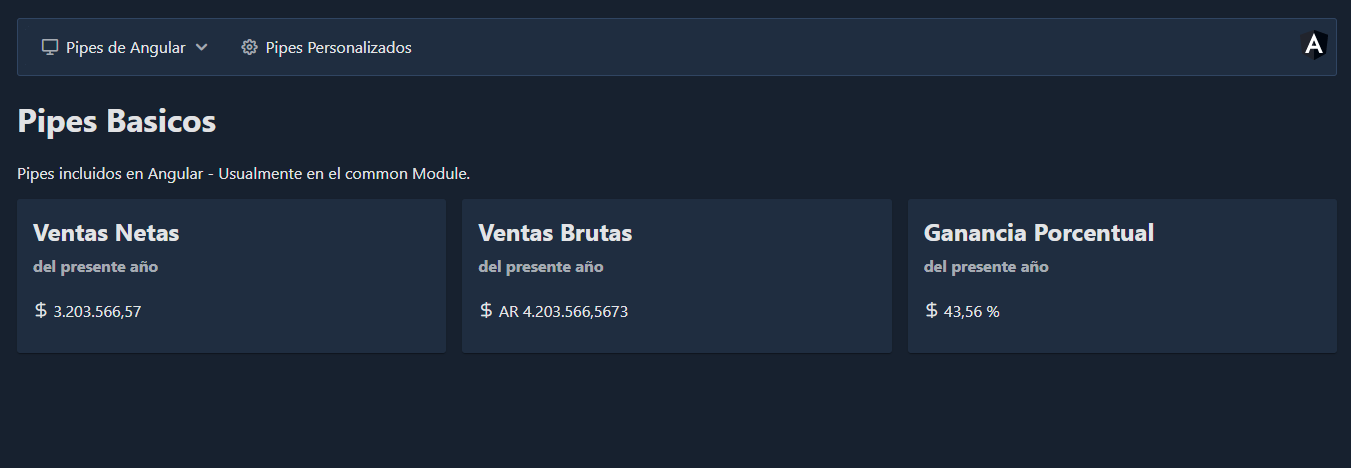 Pipes de Angular Pipes Personalizados A
Pipes Basicos
Pipes incluidos en Angular - Usualmente en el common Module.
Ventas Netas
del presente año
$ 3.203.566,57
Ventas Brutas
del presente año
$ AR 4.203.566,5673
Ganancia Porcentual
del presente año
$ 43,56 %